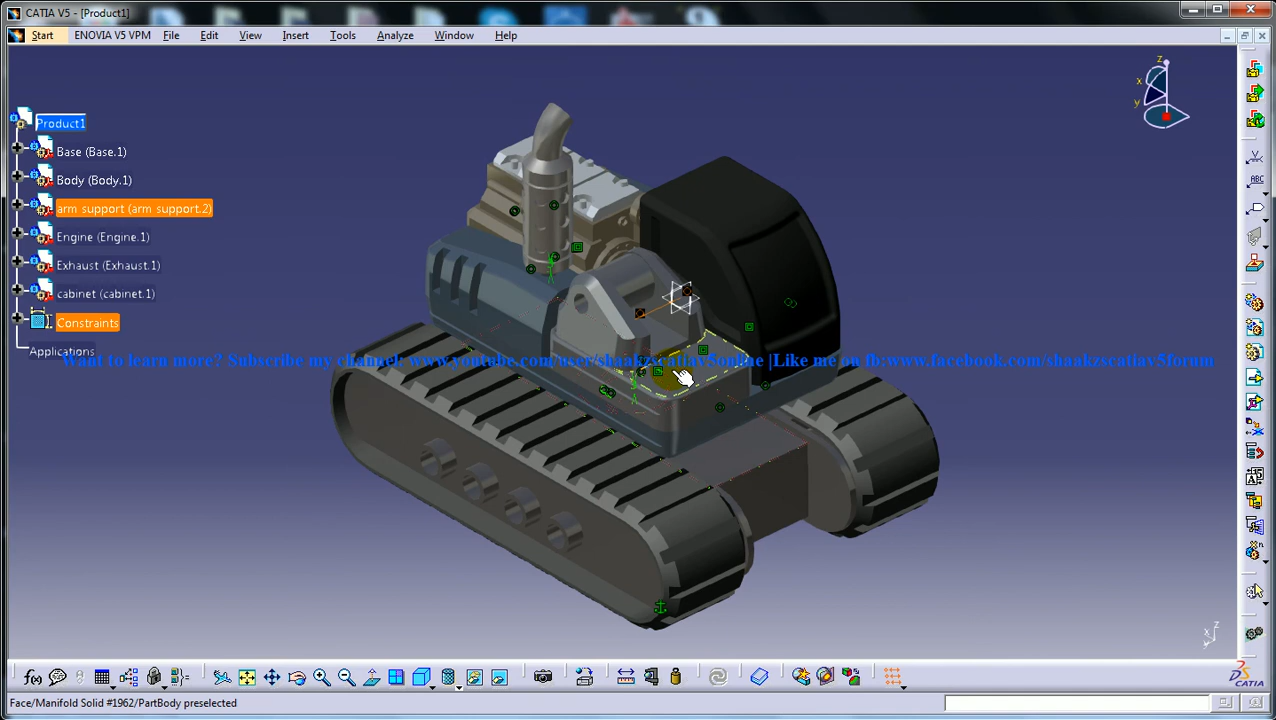 CATIA V5 - [Product1]
Start ENOVIA V5 VPM File Edit View Insert Tools Analyze Window Help
Product1
Base (Base.1)
Body (Body.1)
arm support (arm support.2)
Engine (Engine.1)
Exhaust (Exhaust.1)
cabinet (cabinet.1)
Constraints
Applications
Want to learn more? Subscribe my channel: www.youtube.com/user/shaakzscatiav5online |Like me on fb:www.facebook.com/shaakzscatiav5forum
z
x
y
ABC
x z
y
f(x)
CATIA
Face/Manifold Solid #1962/PartBody preselected